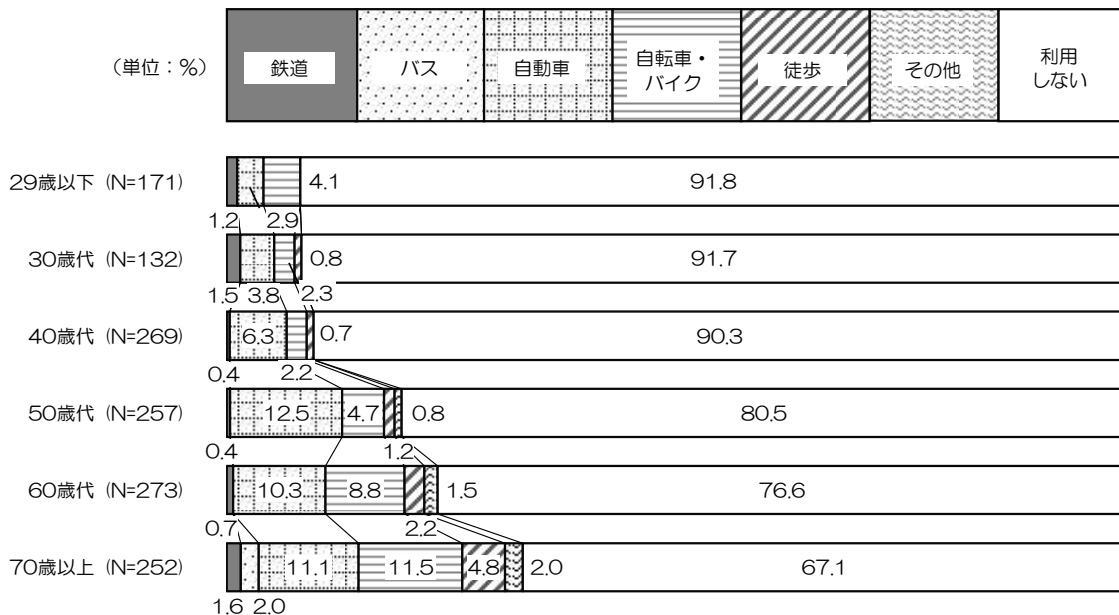 (単位：%)
鉄道
バス
自動車
自転車・
バイク
徒歩
その他
利用
しない
29歳以下 (N=171)
4.1
91.8
1.2
2.9
30歳代 (N=132)
0.8
91.7
1.5
3.8
2.3
40歳代 (N=269)
6.3
0.7
90.3
0.4
2.2
50歳代 (N=257)
12.5
4.7
0.8
80.5
0.4
1.2
60歳代 (N=273)
10.3
8.8
1.5
76.6
0.7
2.2
70歳以上 (N=252)
11.1
11.5
4.8
2.0
67.1
1.6
2.0